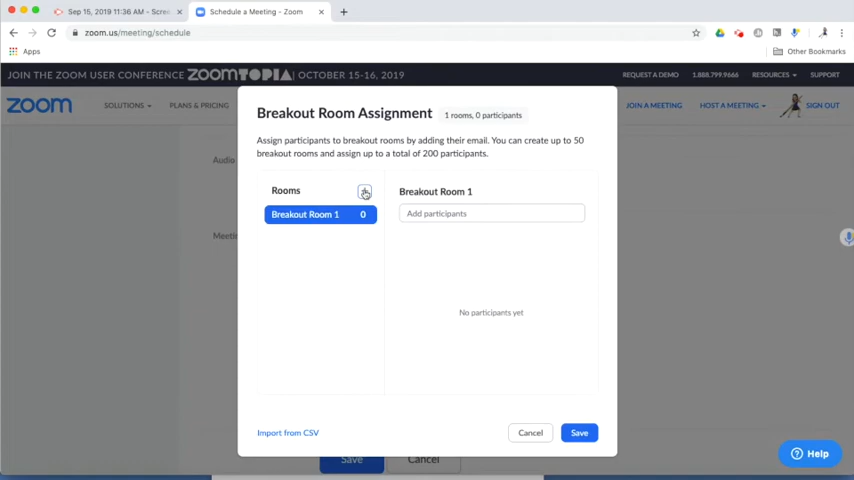 Sep 15, 2019 11:36 AM - Scree
Schedule a Meeting - Zoom
zoom.us/meeting/schedule
Apps
Other Bookmarks
JOIN THE ZOOM USER CONFERENCE ZOOMTOPIA | OCTOBER 15-16, 2019
REQUEST A DEMO 1.888.799.9666 RESOURCES SUPPORT
zoom SOLUTIONS PLANS & PRICING JOIN A MEETING HOST A MEETING SIGN OUT
Breakout Room Assignment 1 rooms, 0 participants
Assign participants to breakout rooms by adding their email. You can create up to 50
breakout rooms and assign up to a total of 200 participants.
Audio
Rooms
Breakout Room 1 0
Breakout Room 1
Add participants
No participants yet
Meetin
Import from CSV
Cancel Save
Save Cancel
Help